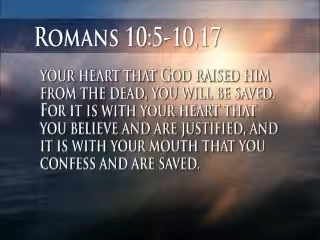 Romans 10:5-10,17
your heart that God raised him
from the dead, you will be saved.
For it is with your heart that
you believe and are justified, and
it is with your mouth that you
confess and are saved.